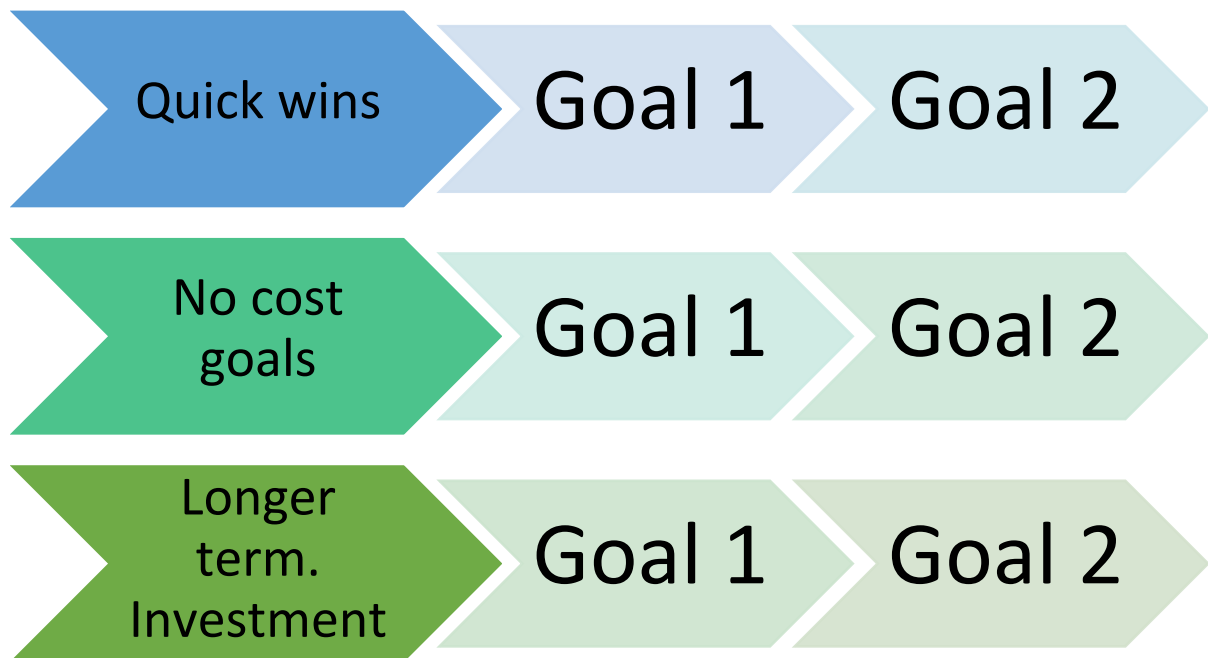 Quick wins
Goal 1
Goal 2
No cost
goals
Goal 1
Goal 2
Longer
term.
Investment
Goal 1
Goal 2